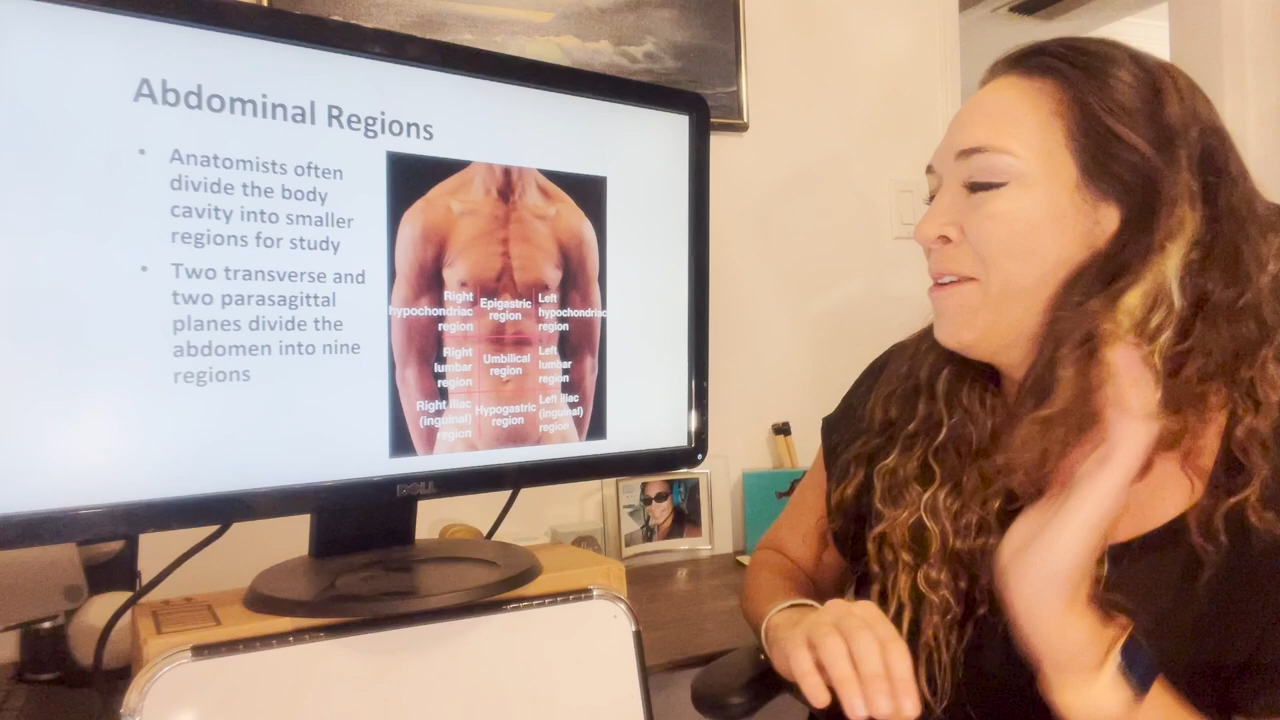 Abdominal Regions
• Anatomists often
divide the body
cavity into smaller
regions for study
• Two transverse and
two parasagittal
planes divide the
abdomen into nine
regions
Right
hypochondriac
region
Epigastric
region
Left
hypochondriac
region
Right
lumbar
region
Umbilical
region
Left
lumbar
region
Right iliac
(inguinal)
region
Hypogastric
region
Left iliac
(inguinal)
region
DELL